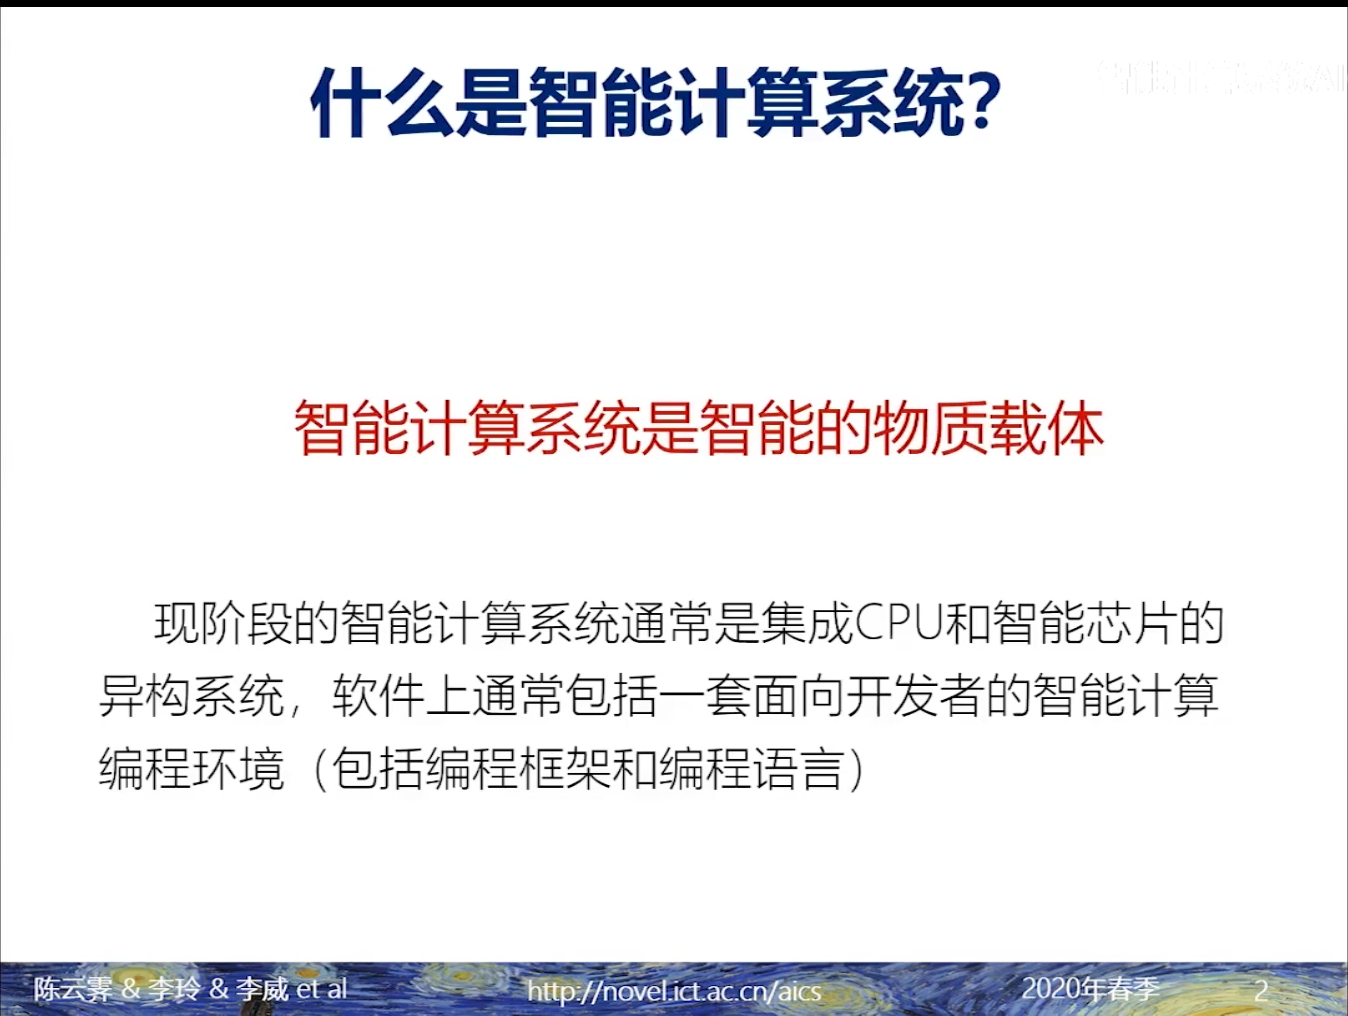 什么是智能计算系统？
智能计算系统是智能的物质载体
现阶段的智能计算系统通常是集成CPU和智能芯片的
异构系统，软件上通常包括一套面向开发者的智能计算
编程环境（包括编程框架和编程语言）
陈云霁 & 李玲 & 李威 et al http://novel.ict.ac.cn/aics 2020年春季 2